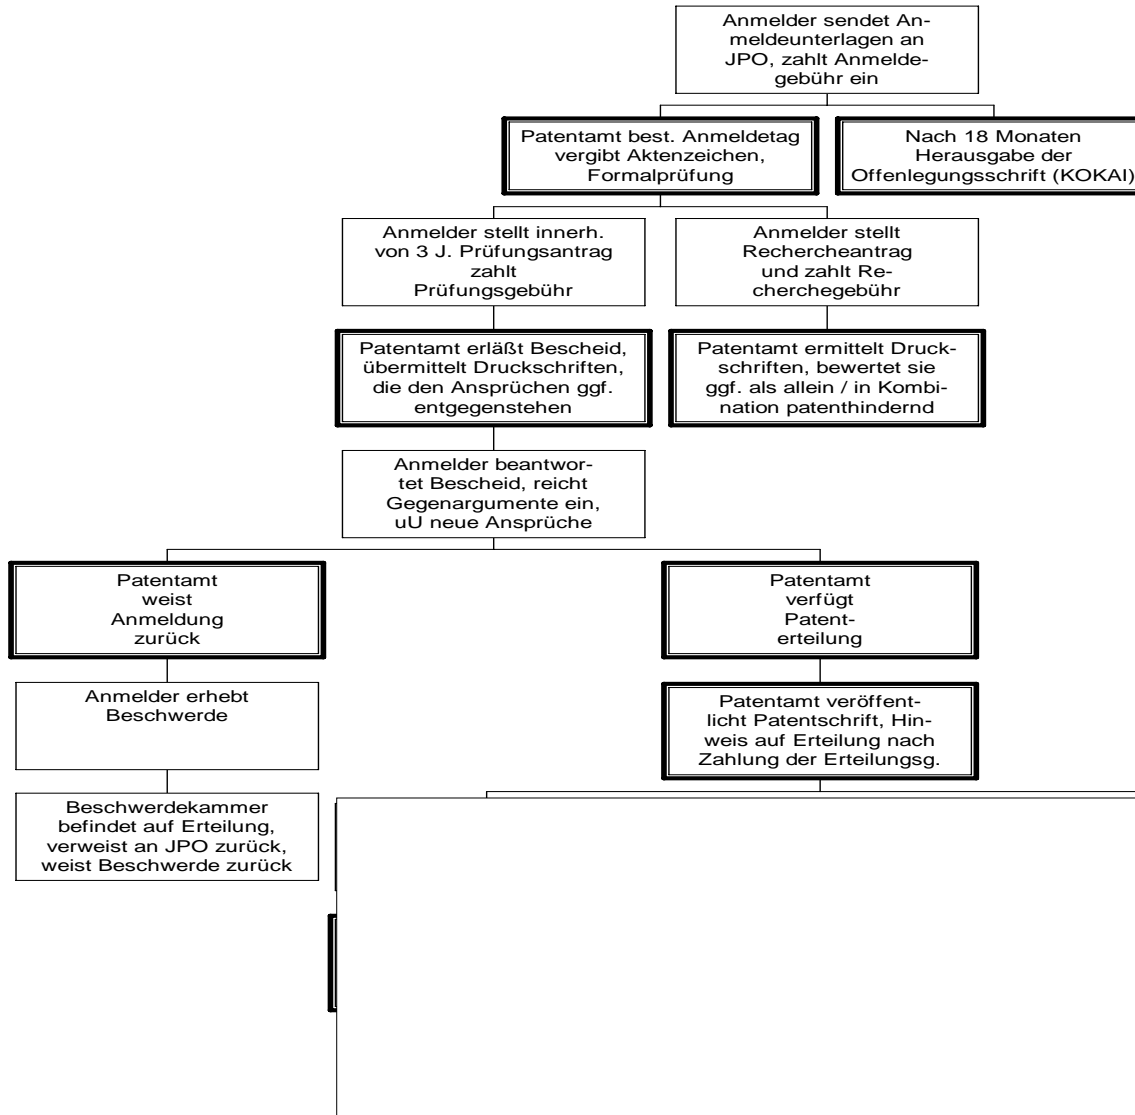 Anmelder sendet An-
meldeunterlagen an
JPO, zahlt Anmelde-
gebühr ein
Patentamt best. Anmeldetag
vergibt Aktenzeichen,
Formalprüfung
Nach 18 Monaten
Herausgabe der
Offenlegungsschrift (KOKAI)
Anmelder stellt innerh.
von 3 J. Prüfungsantrag
zahlt
Prüfungsgebühr
Anmelder stellt
Rechercheantrag
und zahlt Re-
cherchegebühr
Patentamt erläßt Bescheid,
übermittelt Druckschriften,
die den Ansprüchen ggf.
entgegenstehen
Patentamt ermittelt Druck-
schriften, bewertet sie
ggf. als allein / in Kombi-
nation patenthindernd
Anmelder beantwor-
tet Bescheid, reicht
Gegenargumente ein,
uU neue Ansprüche
Patentamt
weist
Anmeldung
zurück
Patentamt
verfügt
Patent-
erteilung
Anmelder erhebt
Beschwerde
Patentamt veröffent-
licht Patentschrift, Hin-
weis auf Erteilung nach
Zahlung der Erteilungsg.
Beschwerdekammer
befindet auf Erteilung,
verweist an JPO zurück,
weist Beschwerde zurück